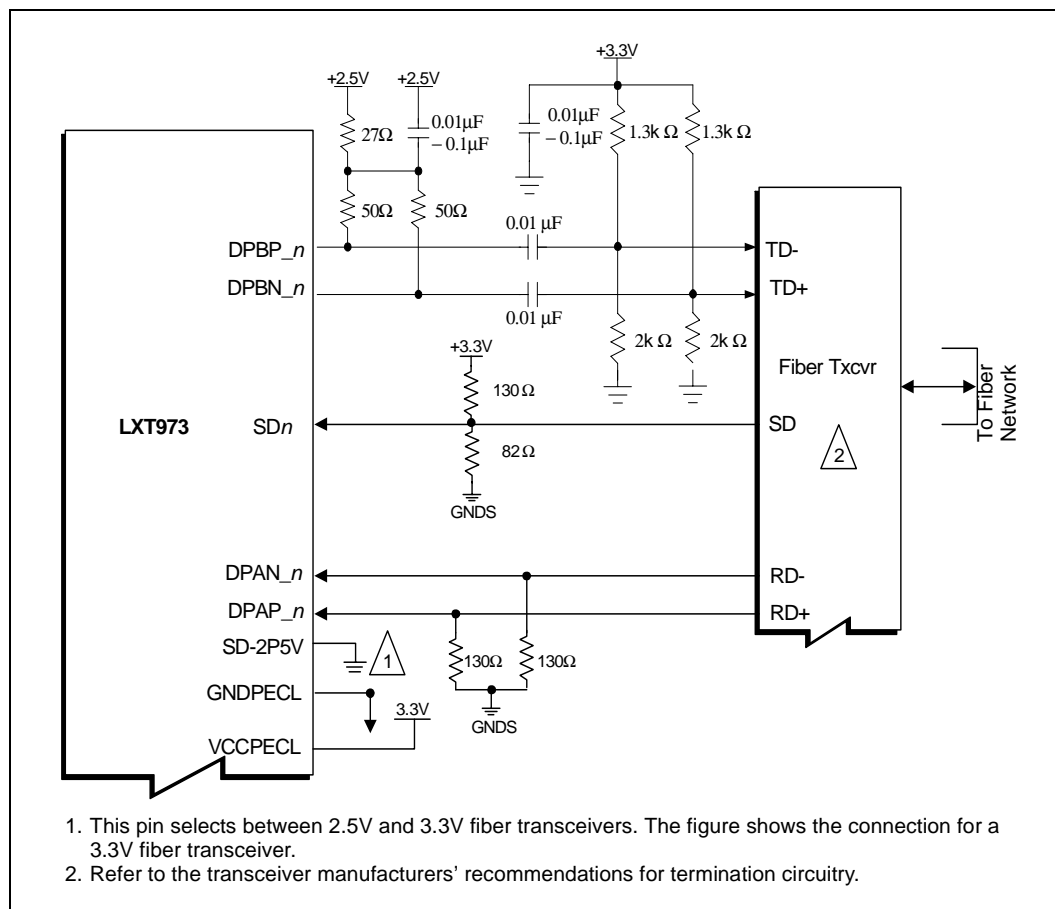 +3.3V
+2.5V
+2.5V
27Ω
0.01µF
– 0.1µF
0.01µF
– 0.1µF
1.3k Ω
1.3k Ω
50Ω
50Ω
0.01 µF
DPBP_n
TD-
DPBN_n
TD+
0.01 µF
2k Ω
2k Ω
+3.3V
130Ω
Fiber Txcvr
LXT973
SDn
SD
82Ω
2
To Fiber
Network
GNDS
DPAN_n
RD-
DPAP_n
RD+
SD-2P5V
1
130Ω
130Ω
GNDPECL
3.3V
GNDS
VCCPECL
1. This pin selects between 2.5V and 3.3V fiber transceivers. The figure shows the connection for a
3.3V fiber transceiver.
2. Refer to the transceiver manufacturers’ recommendations for termination circuitry.